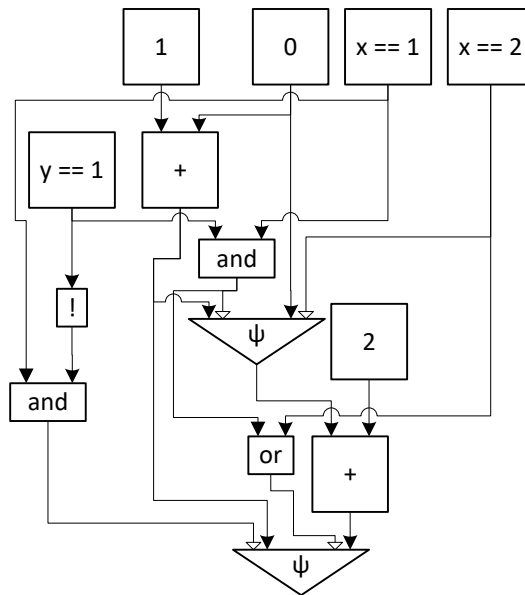 1
0
x == 1
x == 2
y == 1
+
and
!
ψ
2
and
or
+
ψ